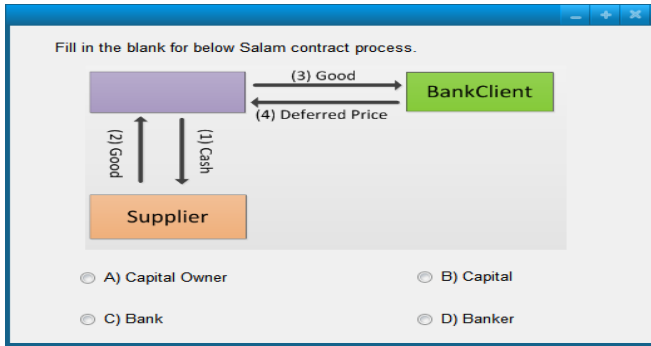 Fill in the blank for below Salam contract process.
(3) Good
BankClient
(4) Deferred Price
(2) Good
(1) Cash
Supplier
A) Capital Owner
B) Capital
C) Bank
D) Banker